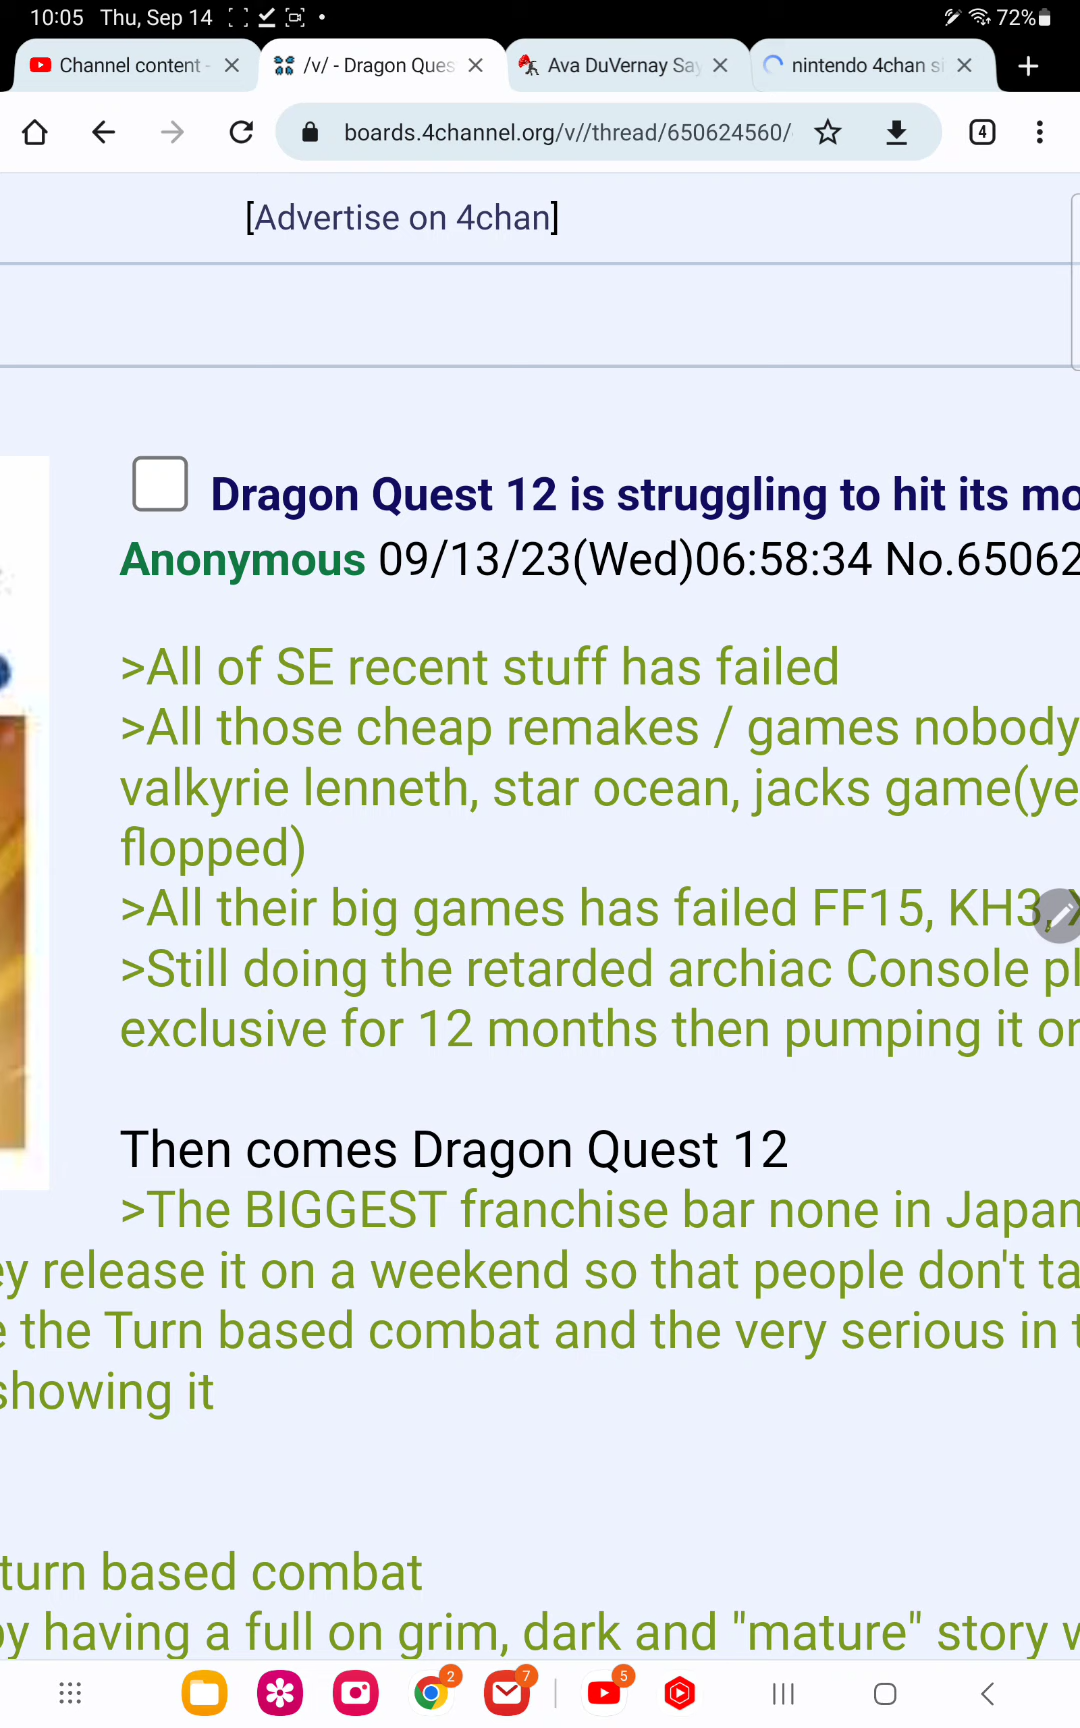 10:05 Thu, Sep 14
72%
Channel content -
/v/ - Dragon Ques
Ava DuVernay Say
nintendo 4chan si
boards.4channel.org/v//thread/650624560/
4
[Advertise on 4chan]
Dragon Quest 12 is struggling to hit its mo
Anonymous 09/13/23(Wed)06:58:34 No.65062
>All of SE recent stuff has failed
>All those cheap remakes / games nobody
valkyrie lenneth, star ocean, jacks game(ye
flopped)
>All their big games has failed FF15, KH3,
>Still doing the retarded archiac Console pl
exclusive for 12 months then pumping it or
Then comes Dragon Quest 12
>The BIGGEST franchise bar none in Japan
ey release it on a weekend so that people don't ta
e the Turn based combat and the very serious in t
showing it
turn based combat
by having a full on grim, dark and "mature" story w
2
7
5